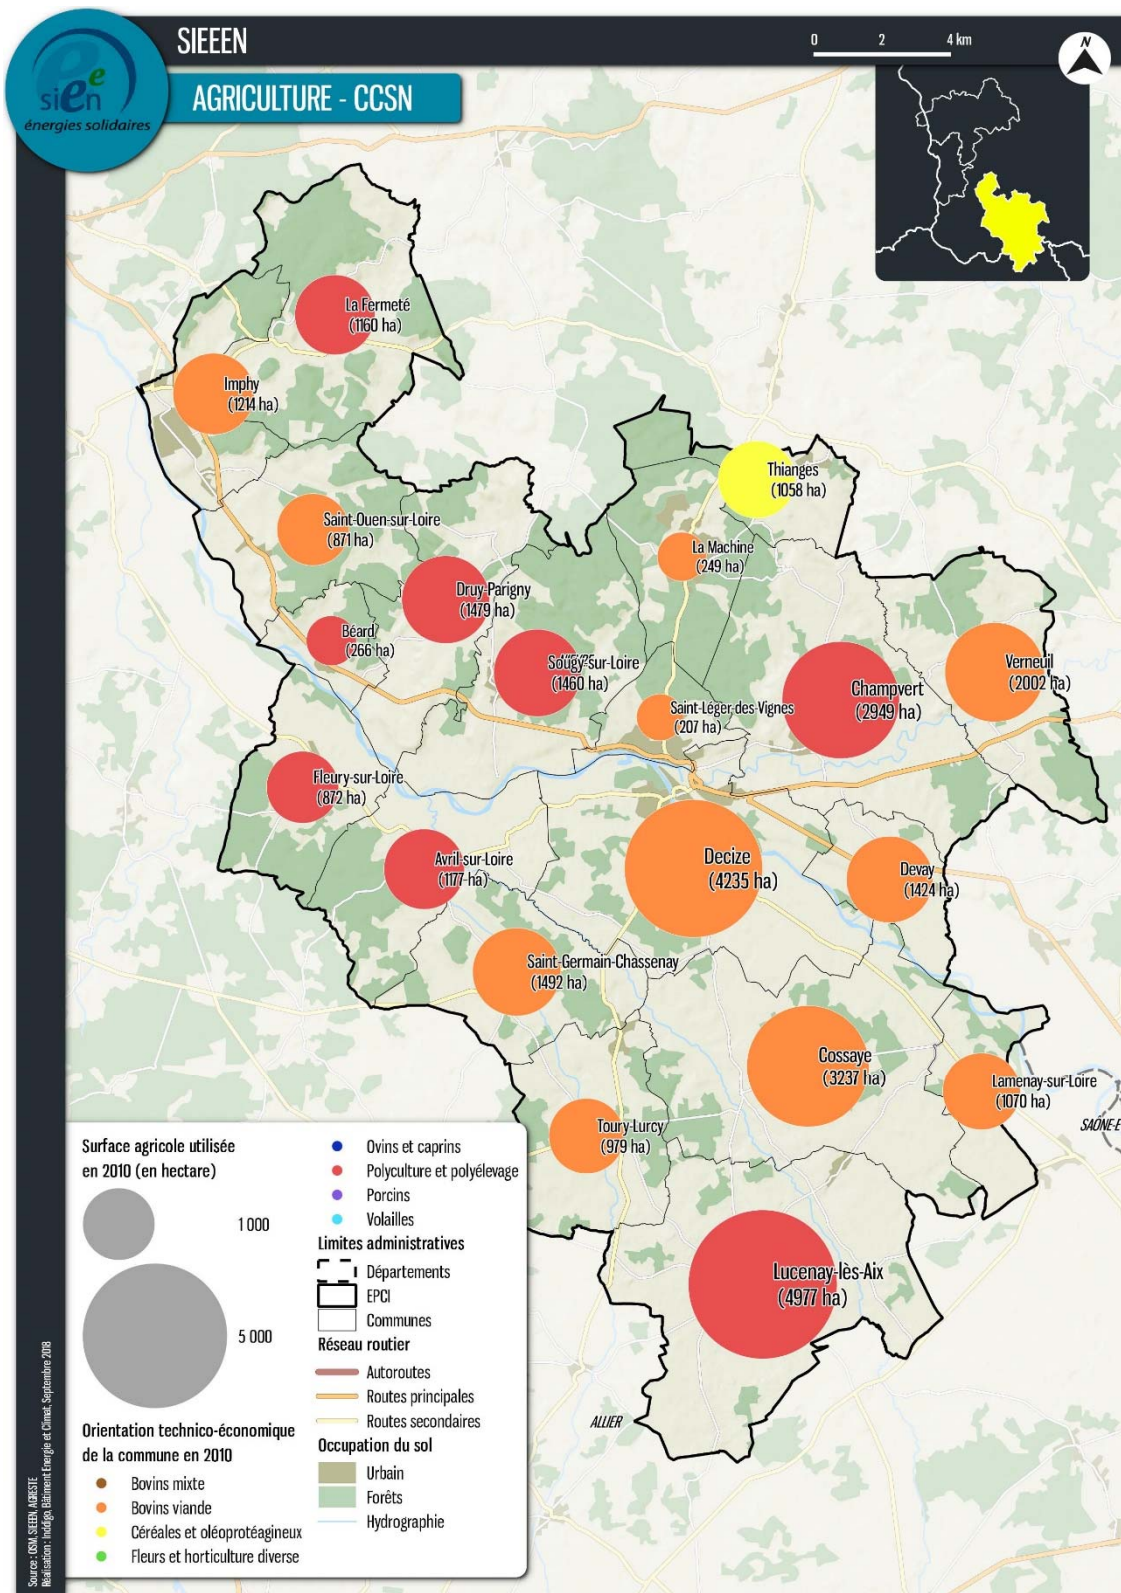 SIEEEN
0 2 4 km
N
AGRICULTURE - CCSN
sieen
énergies solidaires
La Fermeté
(1160 ha)
Imphy
(1214 ha)
Thianges
(1058 ha)
Saint-Ouen-sur-Loire
(871 ha)
La Machine
(249 ha)
Druy-Parigny
(1479 ha)
Béard
(266 ha)
Sougy-sur-Loire
(1460 ha)
Verneuil
(2002 ha)
Champvert
(2949 ha)
Saint-Léger-des-Vignes
(207 ha)
Fleury-sur-Loire
(872 ha)
Avril-sur-Loire
(1177 ha)
Decize
(4235 ha)
Devay
(1424 ha)
Saint-Germain-Chassenay
(1492 ha)
Cossaye
(3237 ha)
Lamenay-sur-Loire
(1070 ha)
Toury-Lurcy
(979 ha)
SAÔNE-E
Lucenay-lès-Aix
(4977 ha)
ALLIER
Surface agricole utilisée
en 2010 (en hectare)
1 000
5 000
Orientation technico-économique
de la commune en 2010
Bovins mixte
Bovins viande
Céréales et oléoprotéagineux
Fleurs et horticulture diverse
Ovins et caprins
Polyculture et polyélevage
Porcins
Volailles
Limites administratives
Départements
EPCI
Communes
Réseau routier
Autoroutes
Routes principales
Routes secondaires
Occupation du sol
Urbain
Forêts
Hydrographie
Source : OSM, SIEEEN, AGRESTE
Réalisation : Inddigo, Bâtiment Energie et Climat, Septembre 2018